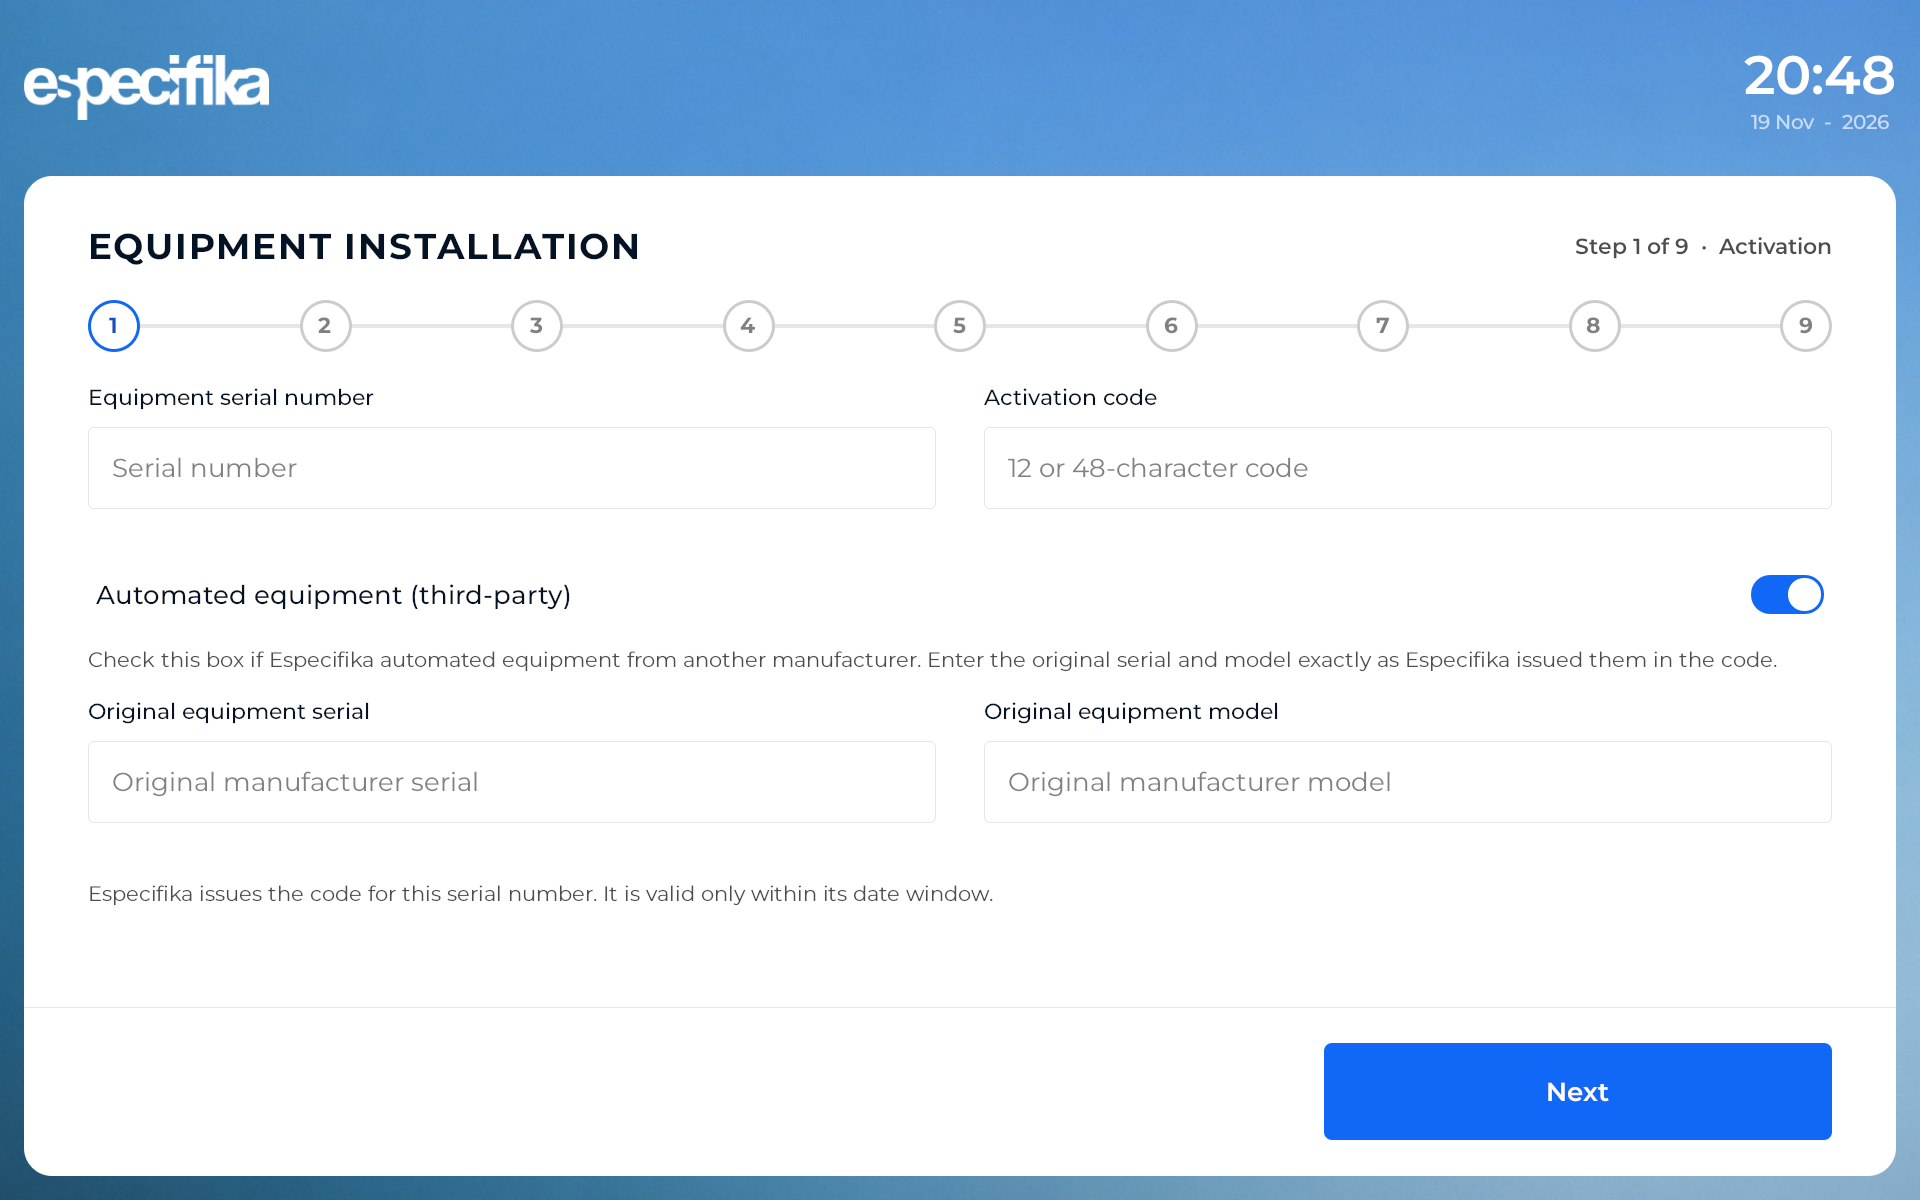 especifika
20:48
19 Nov - 2026
EQUIPMENT INSTALLATION
Step 1 of 9 · Activation
1 2 3 4 5 6 7 8 9
Equipment serial number
Activation code
Serial number
12 or 48-character code
Automated equipment (third-party)
Check this box if Especifika automated equipment from another manufacturer. Enter the original serial and model exactly as Especifika issued them in the code.
Original equipment serial
Original equipment model
Original manufacturer serial
Original manufacturer model
Especifika issues the code for this serial number. It is valid only within its date window.
Next